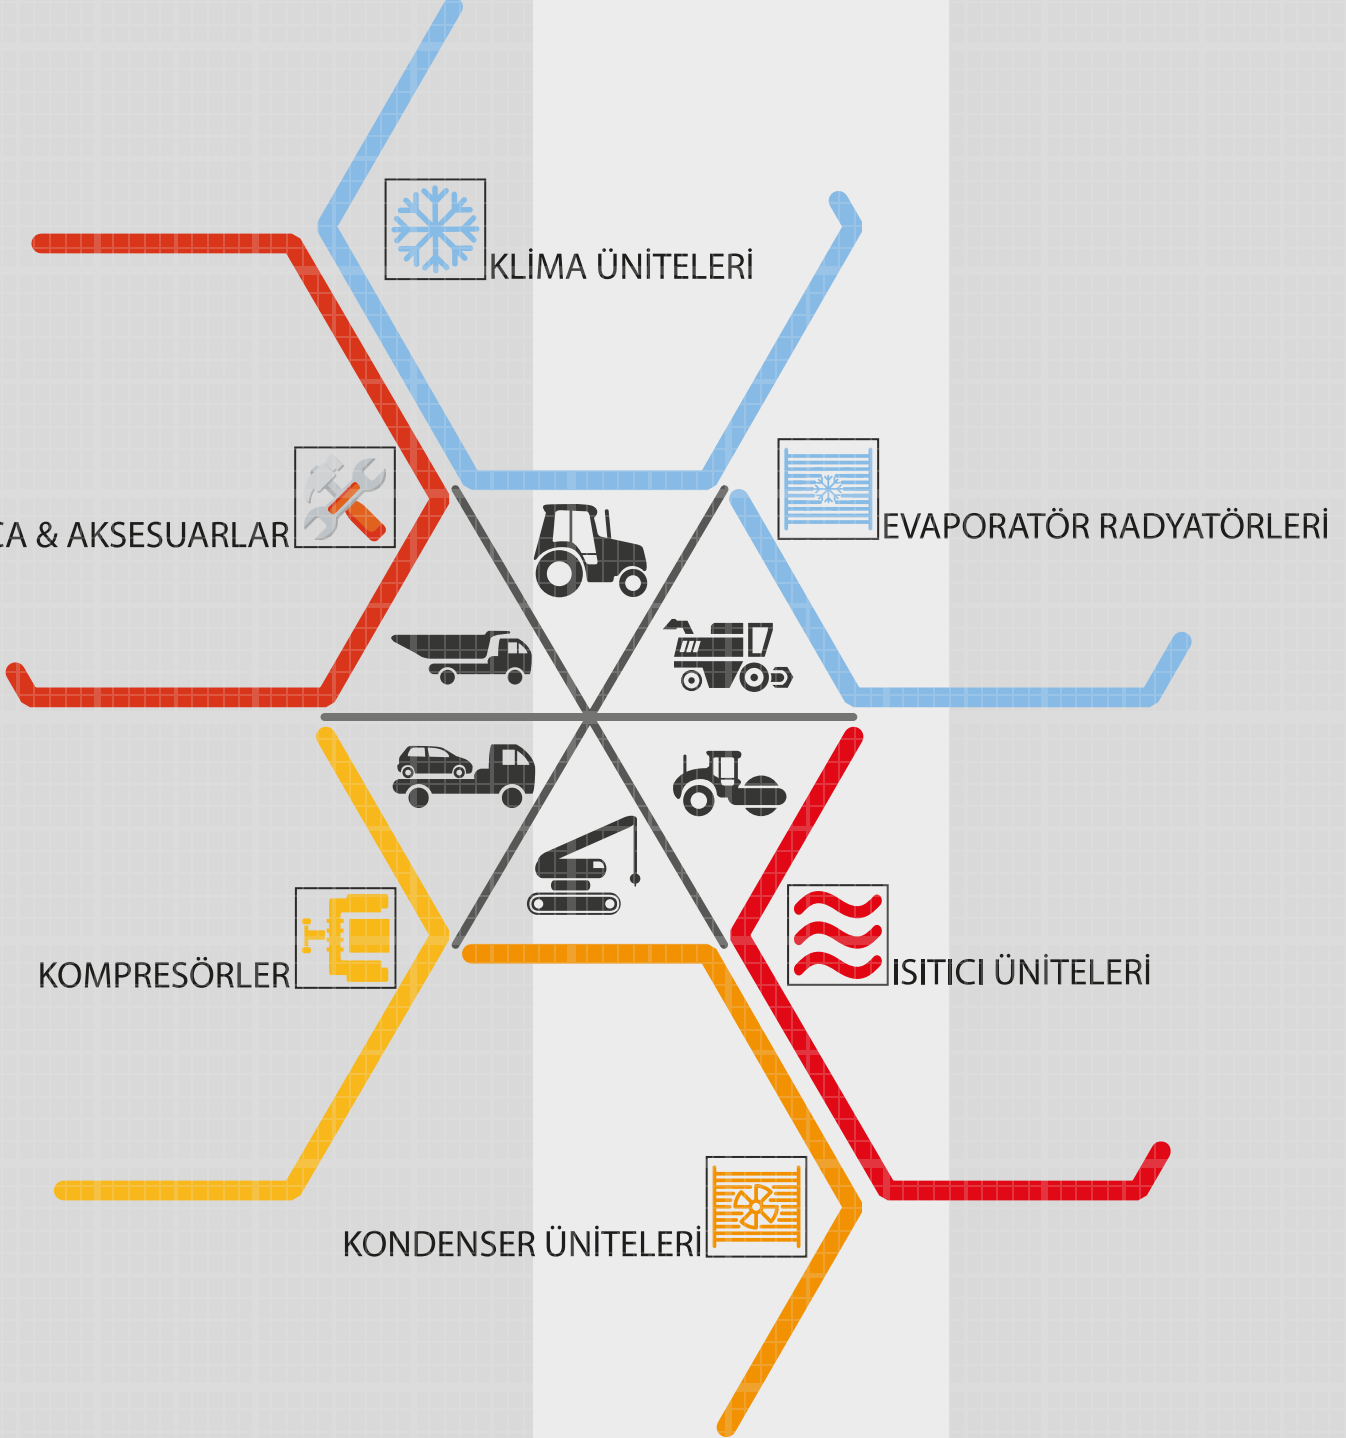 KLİMA ÜNİTELERİ
EVAPORATÖR RADYATÖRLERİ
& AKSESUARLAR
KOMPRESÖRLER
ISITICI ÜNİTELERİ
KONDENSER ÜNİTELERİ